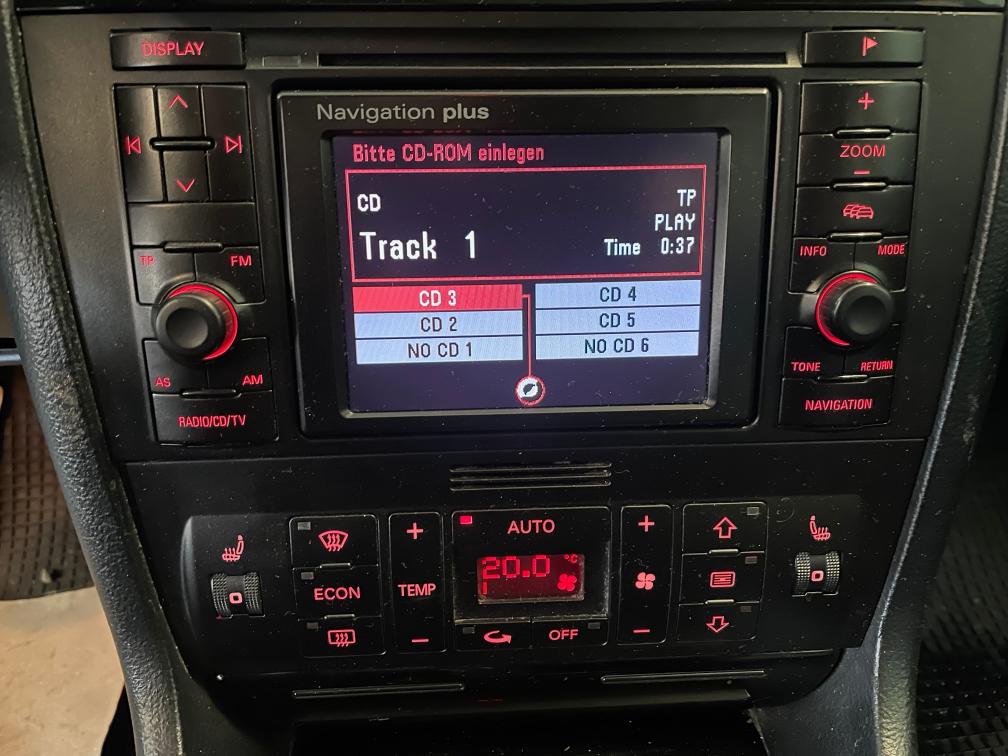 DISPLAY
Navigation plus
Bitte CD-ROM einlegen
CD
TP
PLAY
Track 1
Time 0:37
CD 3
CD 4
CD 2
CD 5
NO CD 1
NO CD 6
TP
FM
AS
AM
RADIO/CD/TV
+
ZOOM
−
INFO
MODE
TONE
RETURN
NAVIGATION
AUTO
20.0 °C
ECON
+
TEMP
−
OFF
+
−